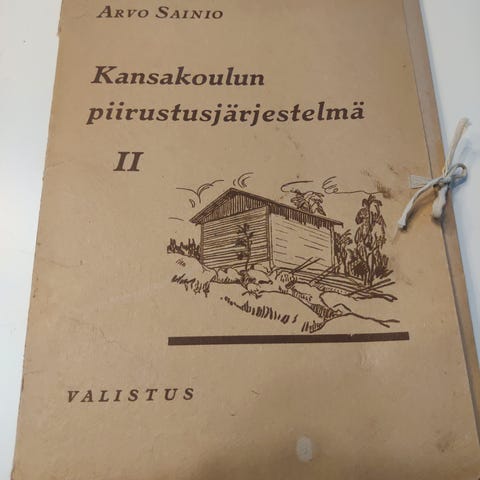 Arvo Sainio
Kansakoulun
piirustusjärjestelmä
II
VALISTUS